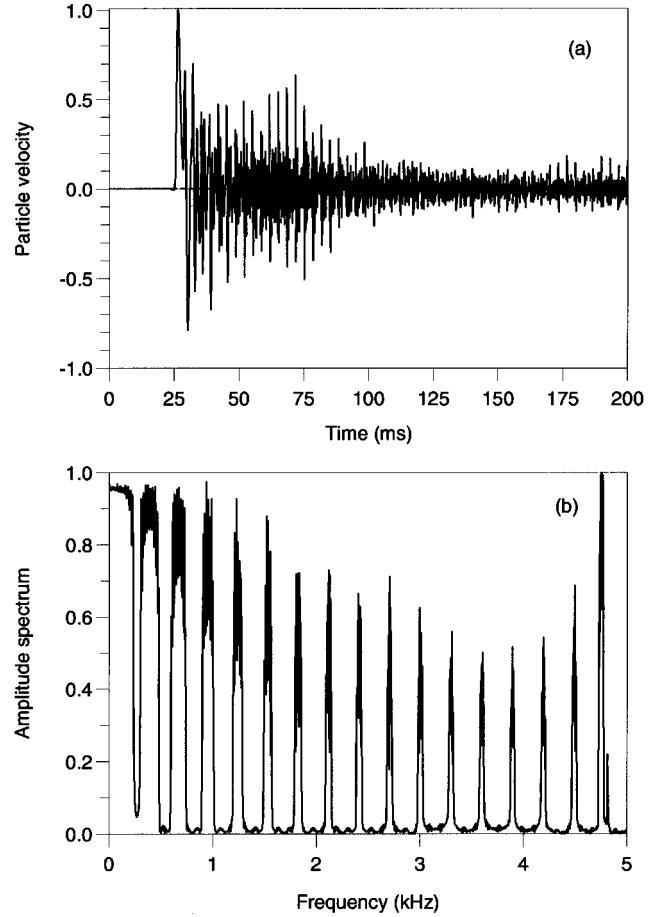 (a)
1.0
0.5
0.0
-0.5
-1.0
Particle velocity
0 25 50 75 100 125 150 175 200
Time (ms)
(b)
1.0
0.8
0.6
0.4
0.2
0.0
Amplitude spectrum
0 1 2 3 4 5
Frequency (kHz)